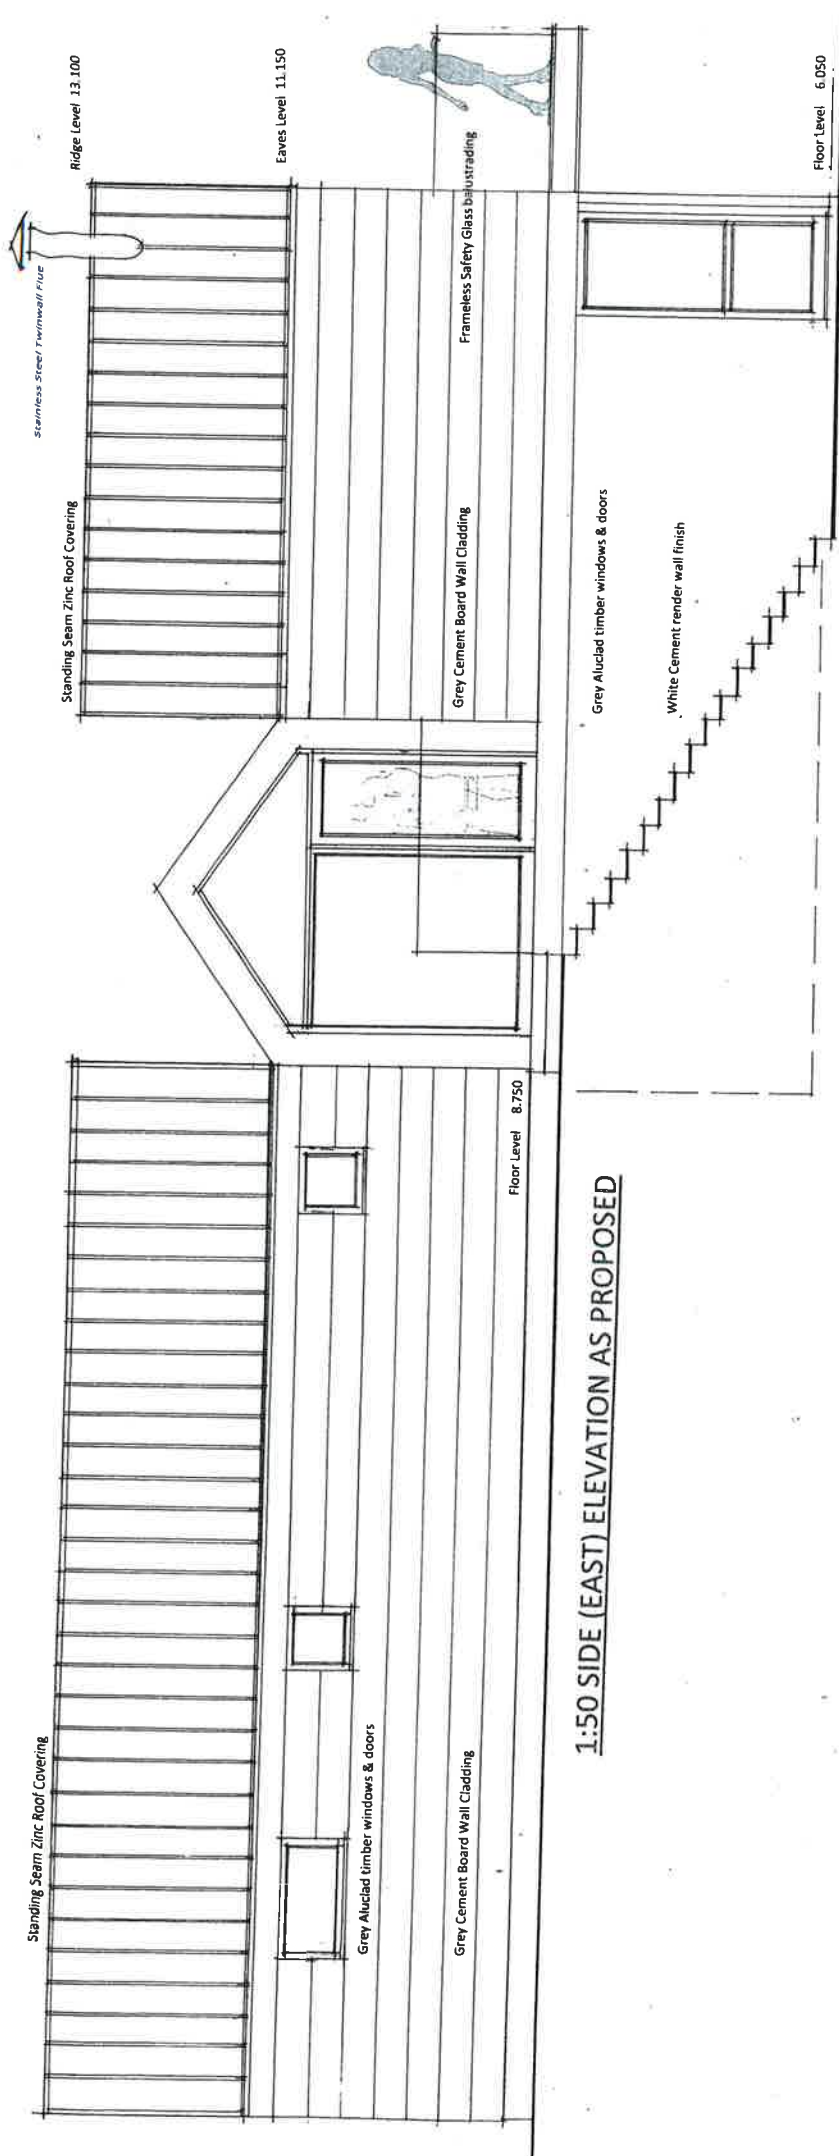 Stainless Steel Twinwall Flue
Ridge Level 13.100
Standing Seam Zinc Roof Covering
Standing Seam Zinc Roof Covering
Eaves Level 11.150
Grey Aluclad timber windows & doors
Grey Cement Board Wall Cladding
Grey Cement Board Wall Cladding
Frameless Safety Glass balustrading
Floor Level 8.750
Grey Aluclad timber windows & doors
White Cement render wall finish
Floor Level 6.050
1:50 SIDE (EAST) ELEVATION AS PROPOSED